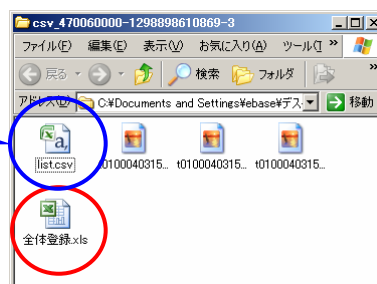 csv_470060000-1298898610869-3
ファイル(F) 編集(E) 表示(V) お気に入り(A) ツール(T »
戻る 検索 フォルダ »
アドレス(D) C:¥Documents and Settings¥ebase¥デス 移動
list.csv t0100040315... t0100040315... t0100040315...
全体登録.xls